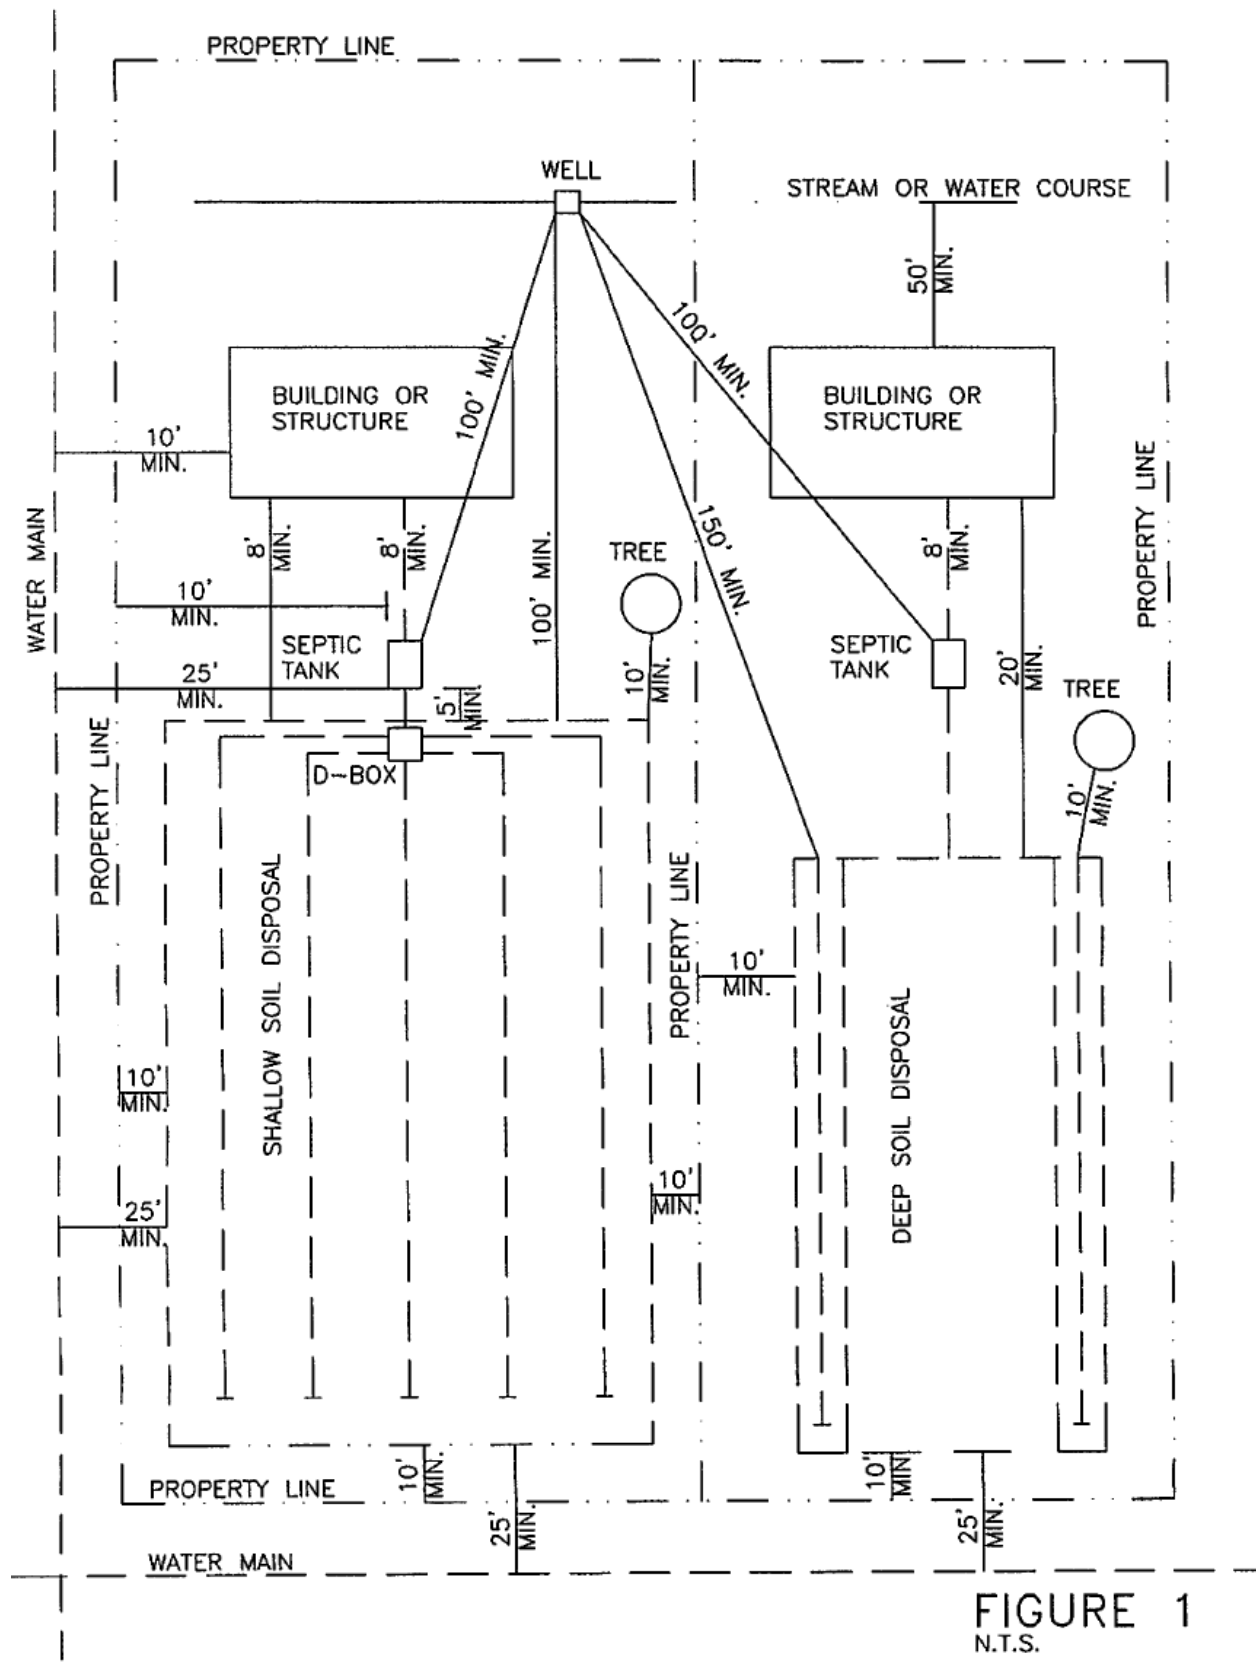 PROPERTY LINE
WELL
STREAM OR WATER COURSE
50'
MIN.
100' MIN.
100' MIN.
BUILDING OR
STRUCTURE
BUILDING OR
STRUCTURE
10'
MIN.
PROPERTY LINE
WATER MAIN
8'
MIN.
8'
MIN.
100' MIN.
TREE
150' MIN.
8'
MIN.
10'
MIN.
SEPTIC
TANK
10'
MIN.
SEPTIC
TANK
20'
MIN.
25'
MIN.
5'
MIN.
TREE
PROPERTY LINE
D-BOX
10'
MIN.
SHALLOW SOIL DISPOSAL
PROPERTY LINE
10'
MIN.
DEEP SOIL DISPOSAL
10'
MIN.
10'
MIN.
25'
MIN.
10'
MIN.
10'
MIN
PROPERTY LINE
25'
MIN.
25'
MIN.
WATER MAIN
FIGURE 1
N.T.S.